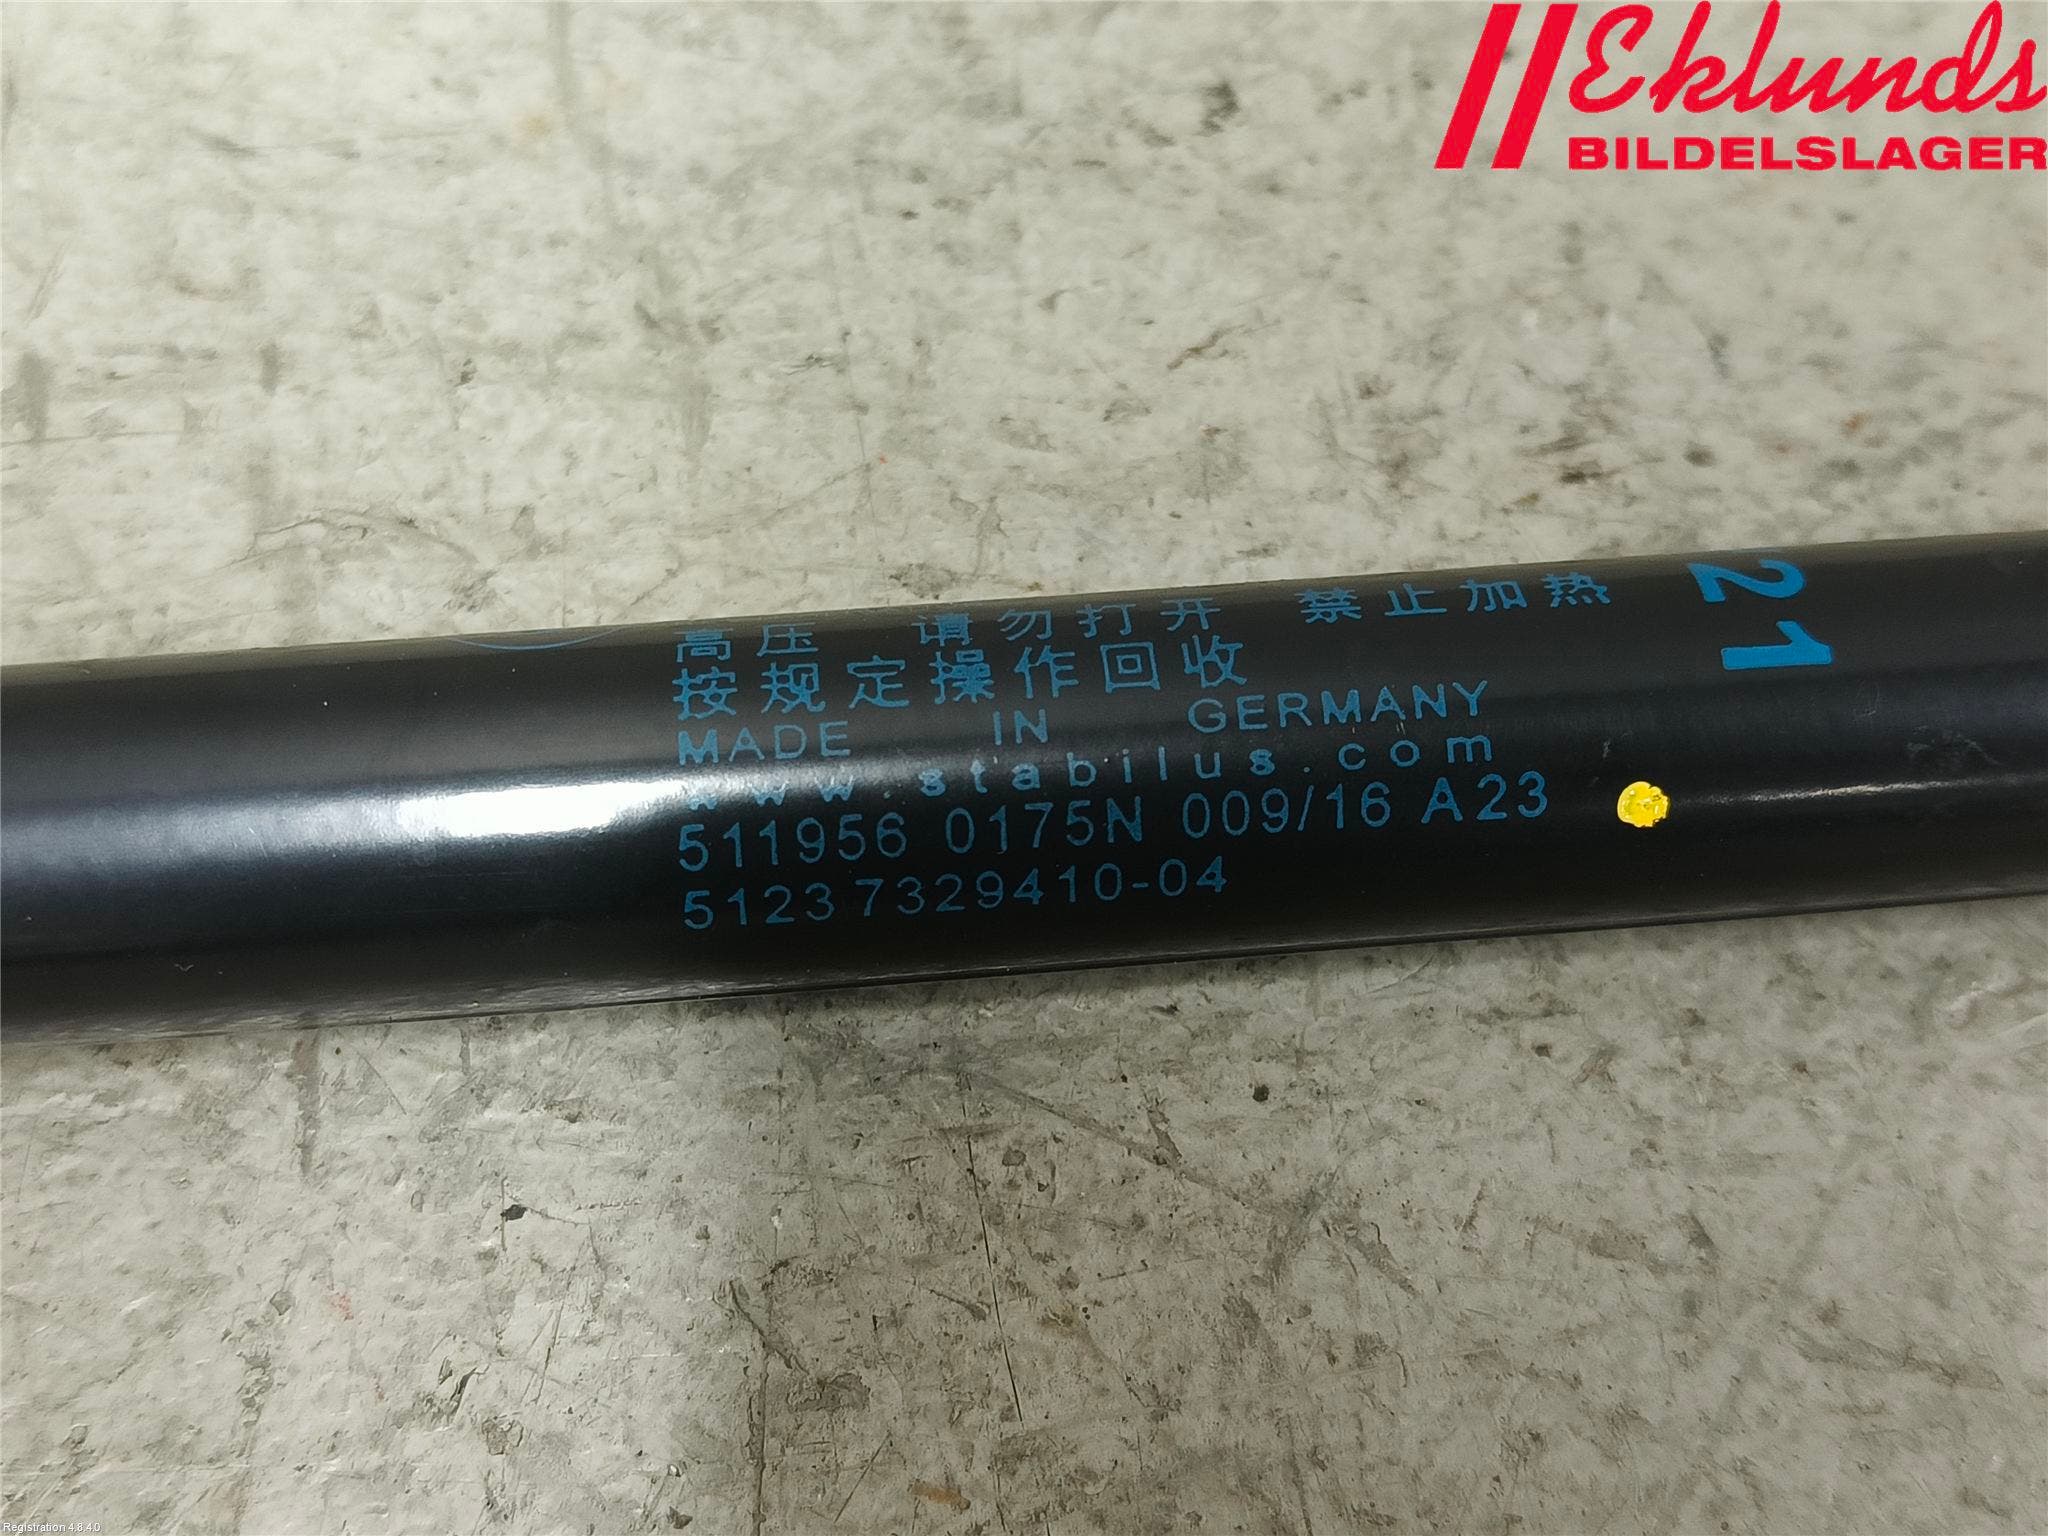 Eklunds
BILDELSLAGER
高压 请勿打开 禁止加热
按规定操作回收
MADE IN GERMANY
www.stabilus.com
511956 0175N 009/16 A23
5123 7329410-04
21
Registration 4.8.4.0